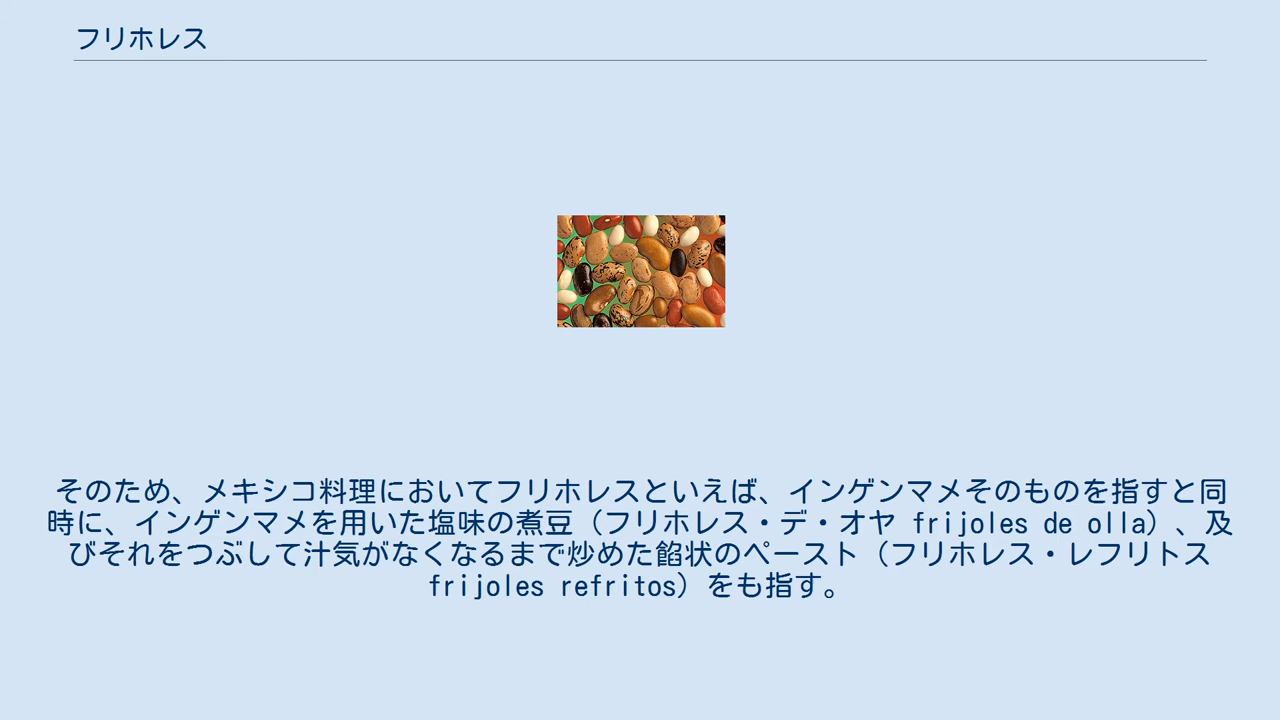 フリホレス
そのため、メキシコ料理においてフリホレスといえば、インゲンマメそのものを指すと同
時に、インゲンマメを用いた塩味の煮豆（フリホレス・デ・オヤ frijoles de olla）、及
びそれをつぶして汁気がなくなるまで炒めた餡状のペースト（フリホレス・レフリトス
frijoles refritos）をも指す。